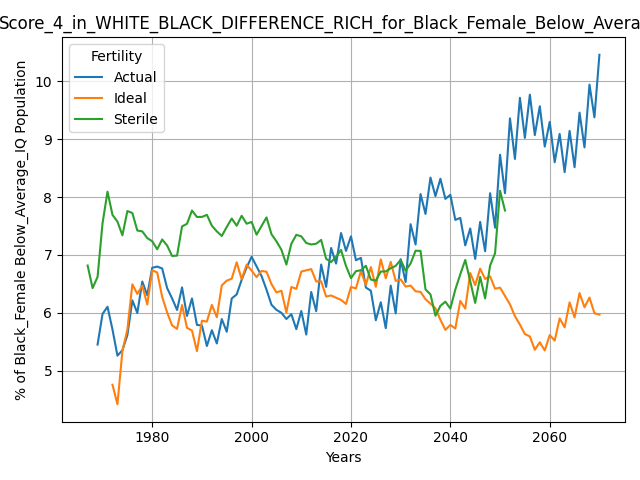 Score_4_in_WHITE_BLACK_DIFFERENCE_RICH_for_Black_Female_Below_Avera
% of Black_Female Below_Average_IQ Population
Fertility
Actual
Ideal
Sterile
10
9
8
7
6
5
1980
2000
2020
2040
2060
Years